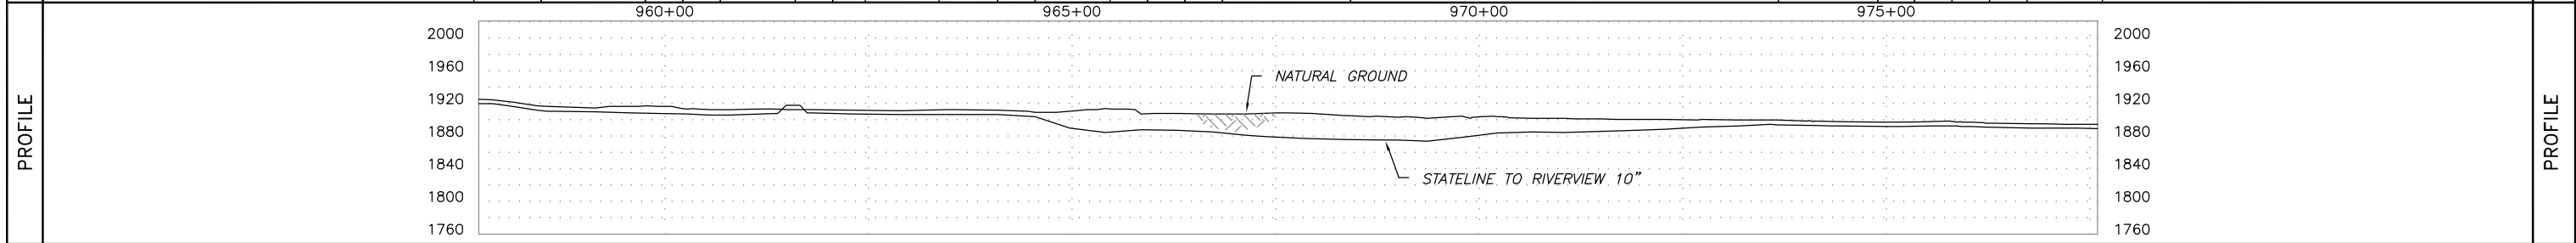 960+00 965+00 970+00 975+00
PROFILE
2000 2000
1960 1960
NATURAL GROUND
1920 1920
1880 1880
1840 1840
STATELINE TO RIVERVIEW 10"
1800 1800
1760 1760
PROFILE